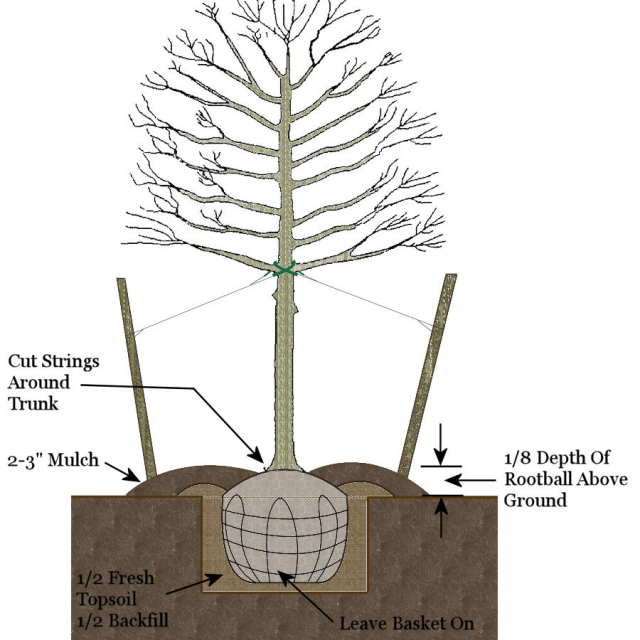 Cut Strings
Around
Trunk
2-3" Mulch
1/8 Depth Of
Rootball Above
Ground
1/2 Fresh
Topsoil
1/2 Backfill
Leave Basket On